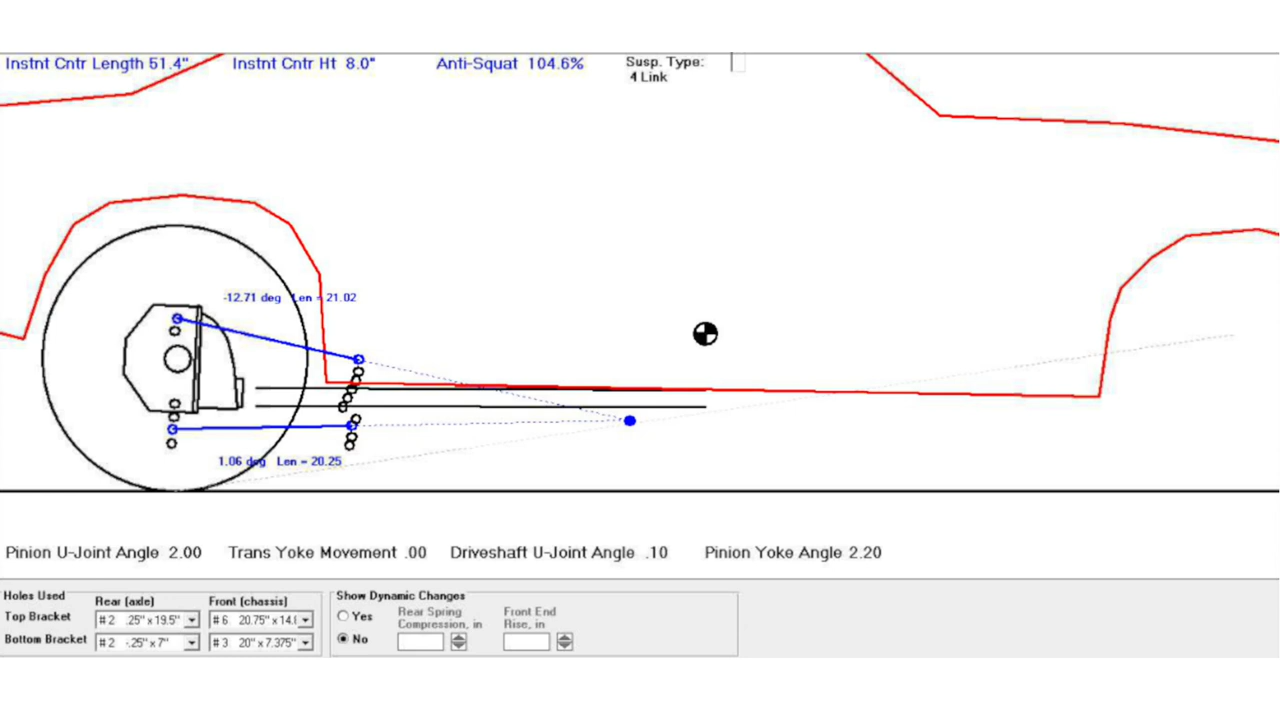 Instnt Cntr Length 51.4" Instnt Cntr Ht 8.0" Anti-Squat 104.6% Susp. Type:
4 Link
-12.71 deg Len = 21.02
1.06 deg Len - 20.25
Pinion U-Joint Angle 2.00 Trans Yoke Movement .00 Driveshaft U-Joint Angle .10 Pinion Yoke Angle 2.20
Holes Used
Rear (axle) Front (chassis)
Top Bracket #2 .25" x 19.5" #6 20.75" x 14.
Bottom Bracket #2 -.25" x 7" #3 20" x 7.375"
Show Dynamic Changes
Yes
No
Rear Spring
Compression, in
Front End
Rise, in